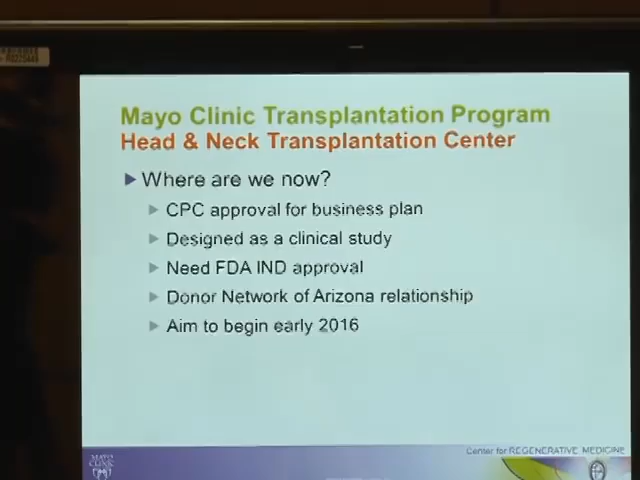 Mayo Clinic Transplantation Program
Head & Neck Transplantation Center
Where are we now?
CPC approval for business plan
Designed as a clinical study
Need FDA IND approval
Donor Network of Arizona relationship
Aim to begin early 2016
Center for REGENERATIVE MEDICINE
MAYO
CLINIC